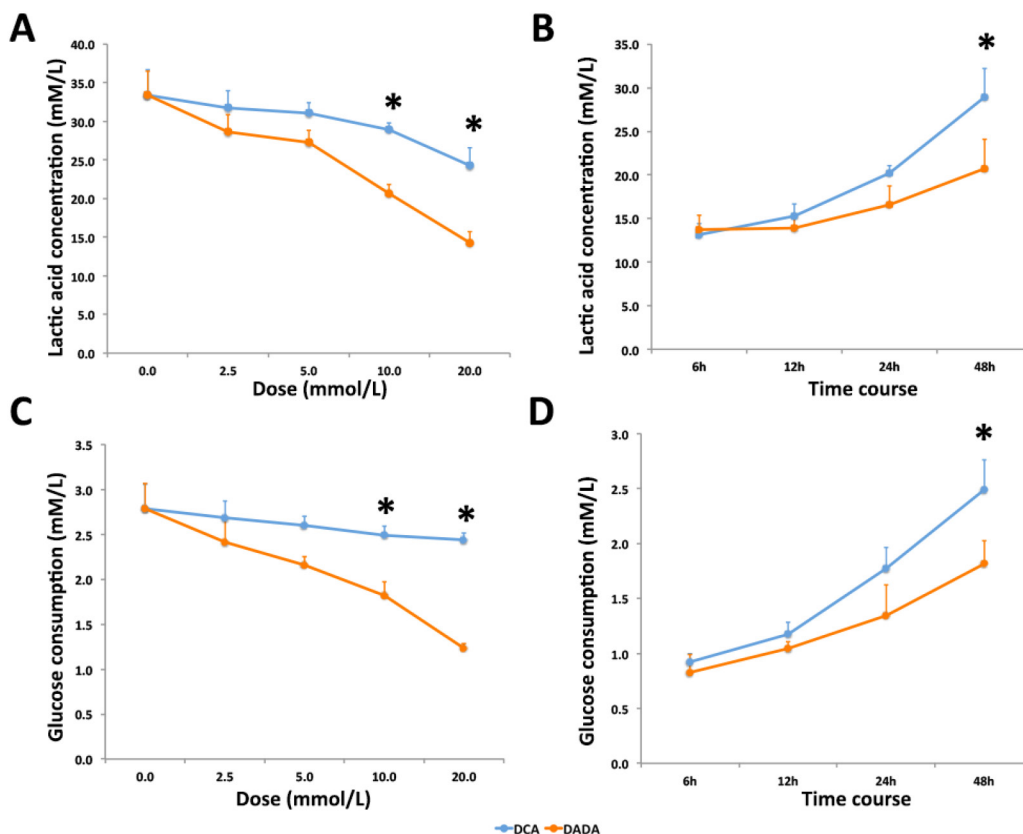 A
Lactic acid concentration (mM/L)
40.0
35.0
30.0
25.0
20.0
15.0
10.0
5.0
0.0
*
*
0.0 2.5 5.0 10.0 20.0
Dose (mmol/L)
B
Lactic acid concentration (mM/L)
35.0
30.0
25.0
20.0
15.0
10.0
5.0
0.0
*
6h 12h 24h 48h
Time course
C
Glucose consumption (mM/L)
3.5
3.0
2.5
2.0
1.5
1.0
0.5
0.0
*
*
0.0 2.5 5.0 10.0 20.0
Dose (mmol/L)
D
Glucose consumption (mM/L)
3.0
2.5
2.0
1.5
1.0
0.5
0.0
*
6h 12h 24h 48h
Time course
DCA DADA